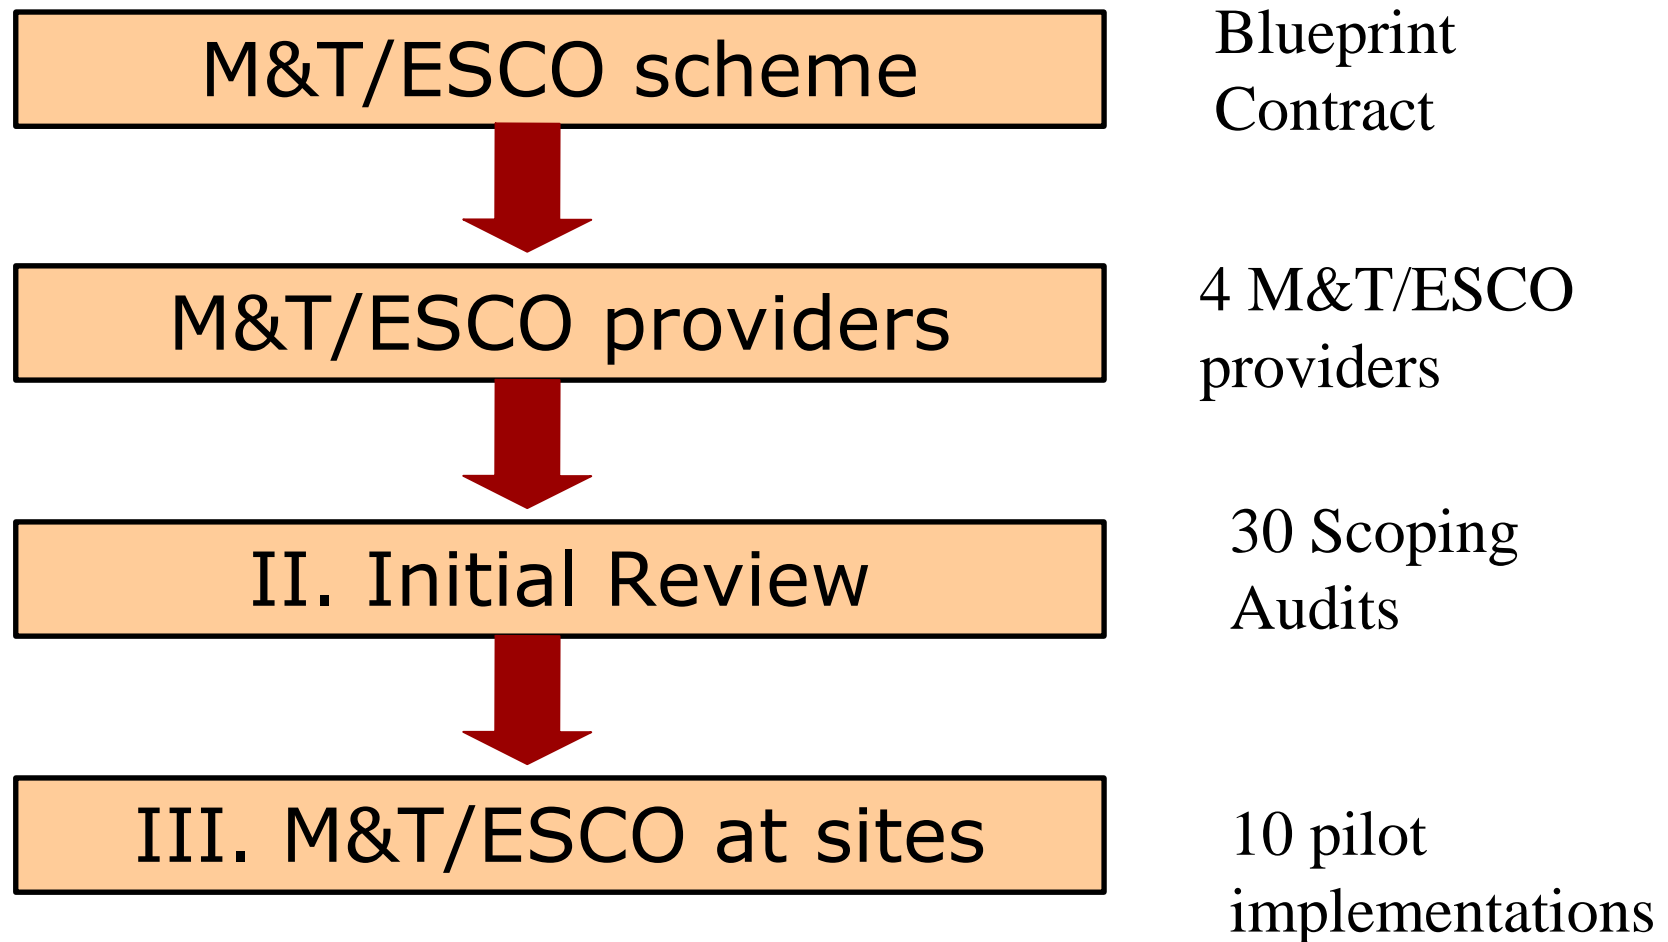 M&T/ESCO scheme
Blueprint
Contract
M&T/ESCO providers
4 M&T/ESCO
providers
II. Initial Review
30 Scoping
Audits
III. M&T/ESCO at sites
10 pilot
implementations